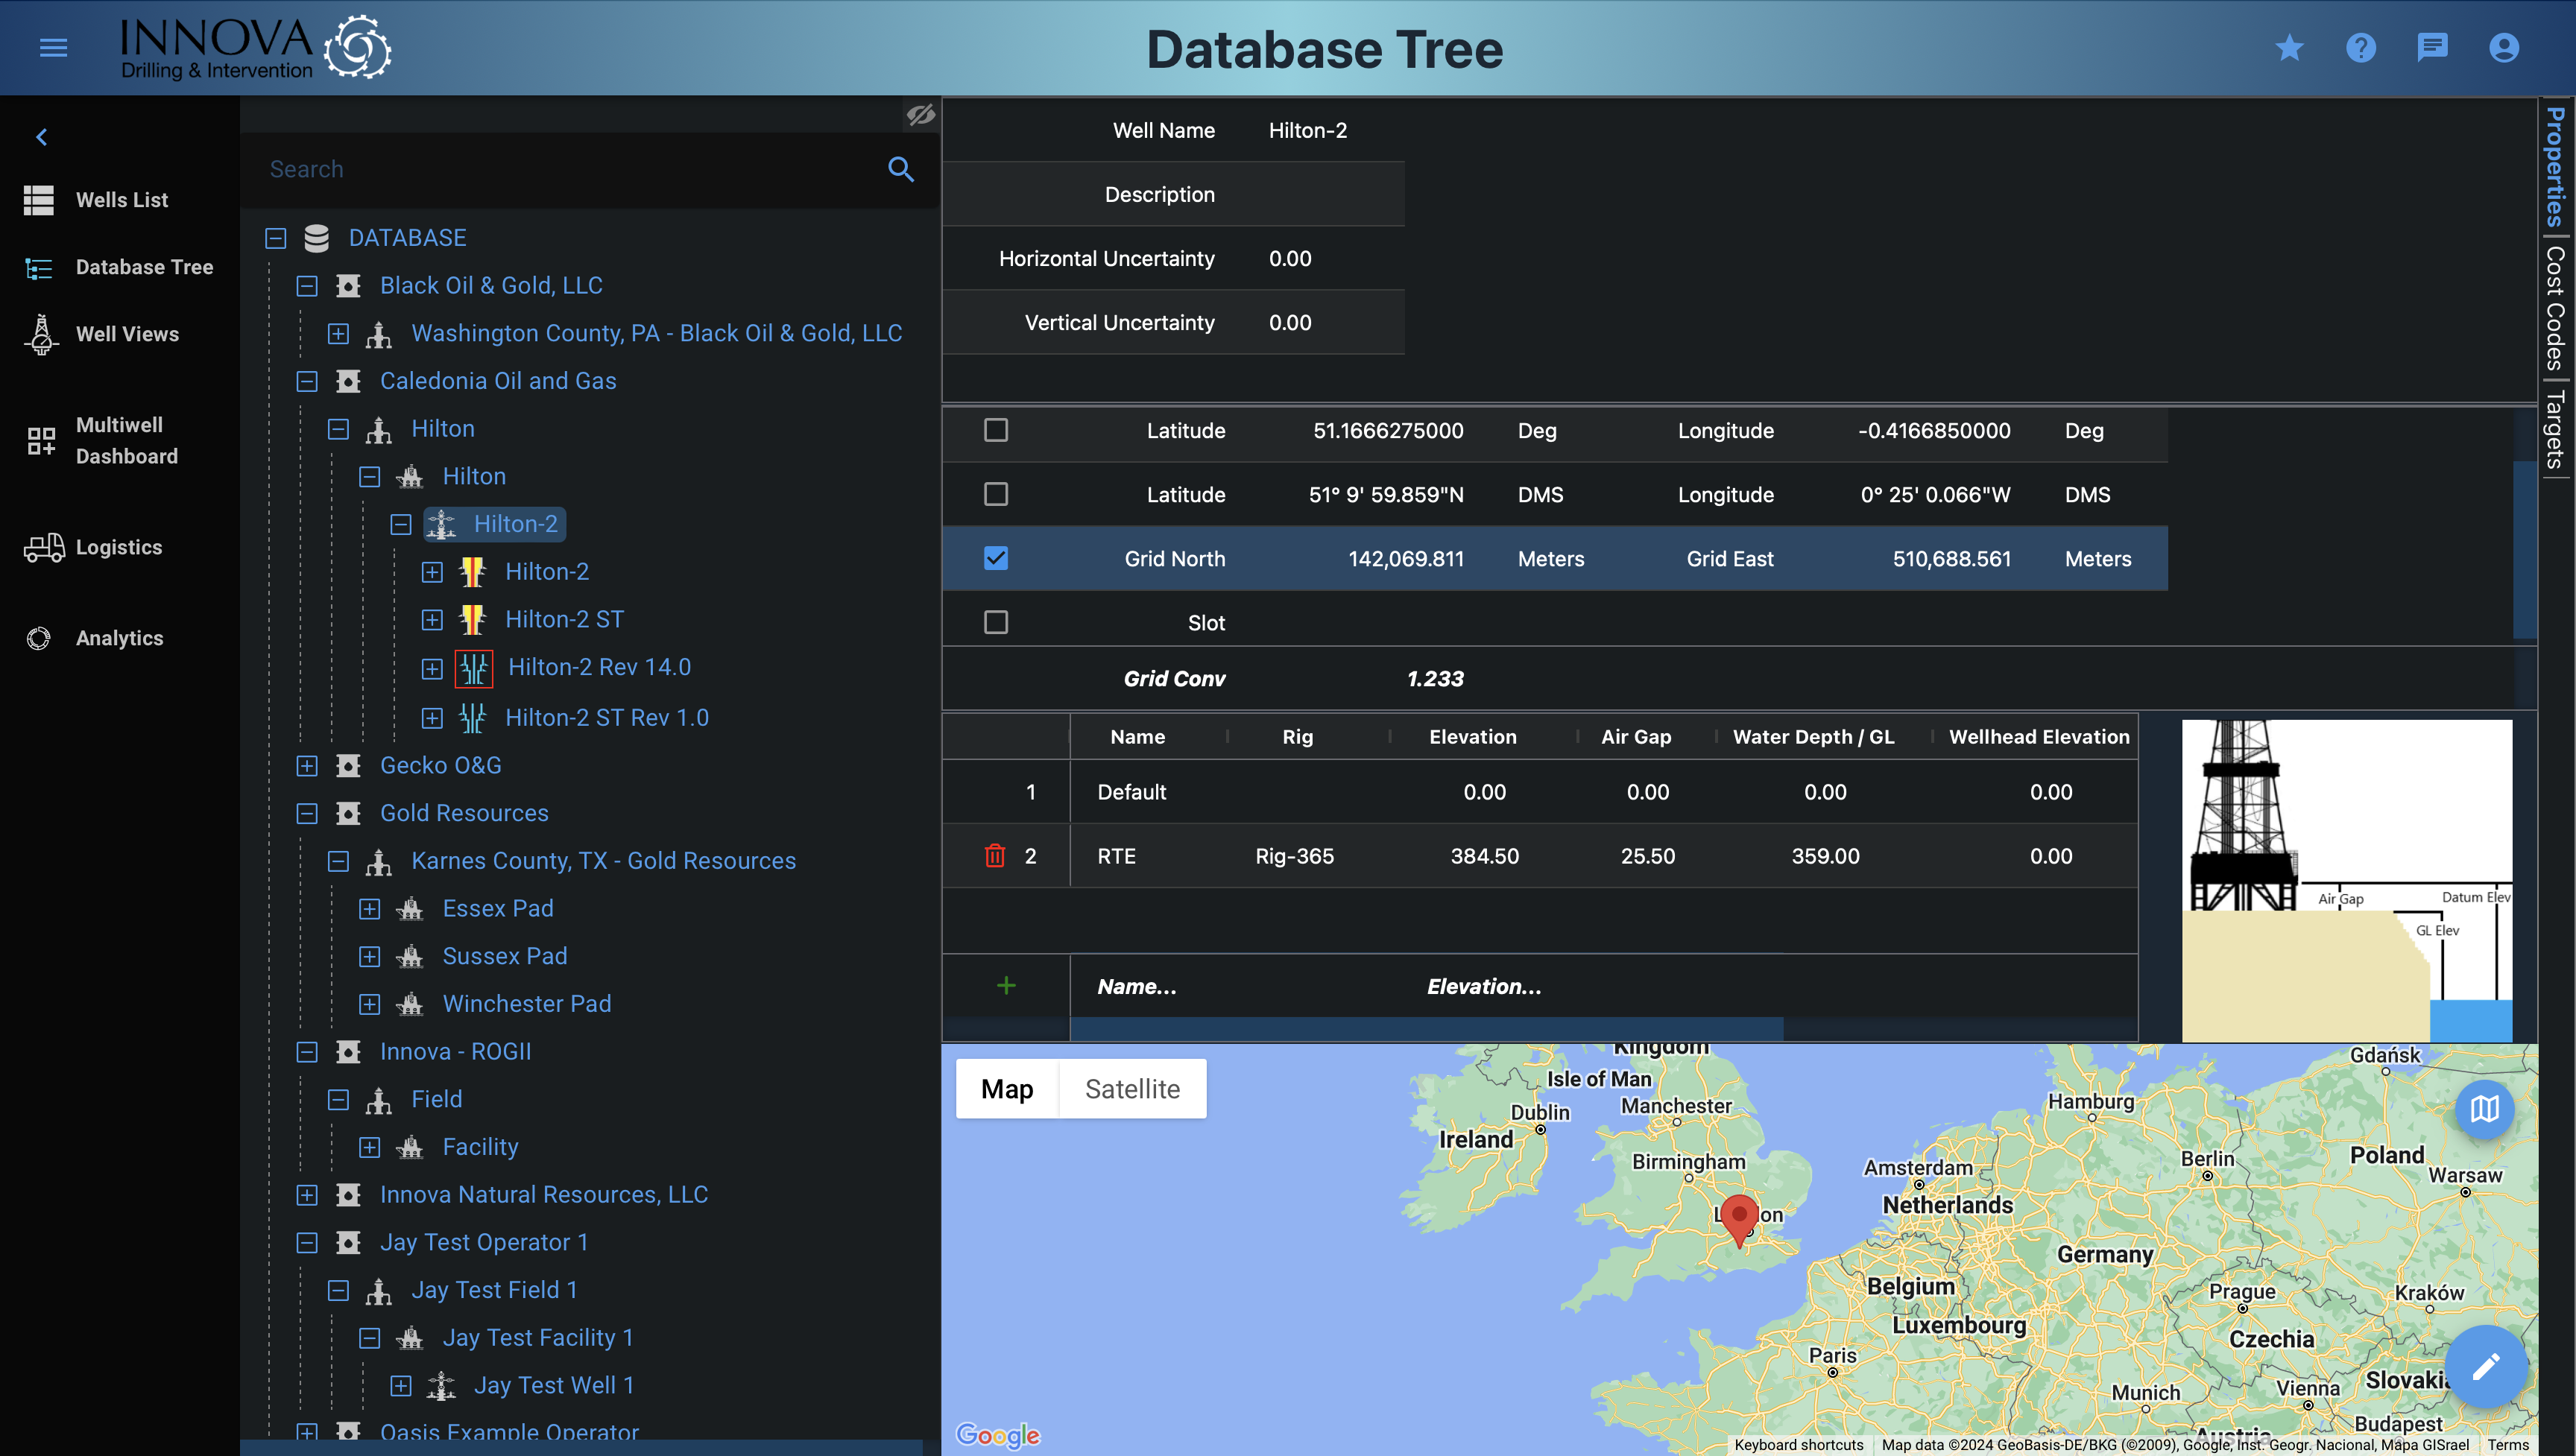 INNOVA
Drilling & Intervention
Database Tree
Wells List
Database Tree
Well Views
Multiwell
Dashboard
Logistics
Analytics
Search
DATABASE
Black Oil & Gold, LLC
Washington County, PA - Black Oil & Gold, LLC
Caledonia Oil and Gas
Hilton
Hilton
Hilton-2
Hilton-2
Hilton-2 ST
Hilton-2 Rev 14.0
Hilton-2 ST Rev 1.0
Gecko O&G
Gold Resources
Karnes County, TX - Gold Resources
Essex Pad
Sussex Pad
Winchester Pad
Innova - ROGII
Field
Facility
Innova Natural Resources, LLC
Jay Test Operator 1
Jay Test Field 1
Jay Test Facility 1
Jay Test Well 1
Oasis Example Operator
Well Name Hilton-2
Description
Horizontal Uncertainty 0.00
Vertical Uncertainty 0.00
Latitude 51.1666275000 Deg Longitude -0.4166850000 Deg
Latitude 51° 9' 59.859"N DMS Longitude 0° 25' 0.066"W DMS
Grid North 142,069.811 Meters Grid East 510,688.561 Meters
Slot
Grid Conv 1.233
Name Rig Elevation Air Gap Water Depth / GL Wellhead Elevation
1 Default 0.00 0.00 0.00 0.00
2 RTE Rig-365 384.50 25.50 359.00 0.00
Name... Elevation...
Air Gap Datum Elev
GL Elev
Properties
Cost Codes
Targets
Map Satellite
Kingdom
Isle of Man
Dublin
Manchester
Ireland
Birmingham
Amsterdam
Netherlands
Hamburg
Gdańsk
Berlin
Poland
Warsaw
Germany
Belgium
Luxembourg
Prague
Kraków
Czechia
Paris
Munich
Vienna
Budapest
Austria
Google
Keyboard shortcuts Map data ©2024 GeoBasis-DE/BKG (©2009), Google, Inst. Geogr. Nacional, Mapa GISrael Terms